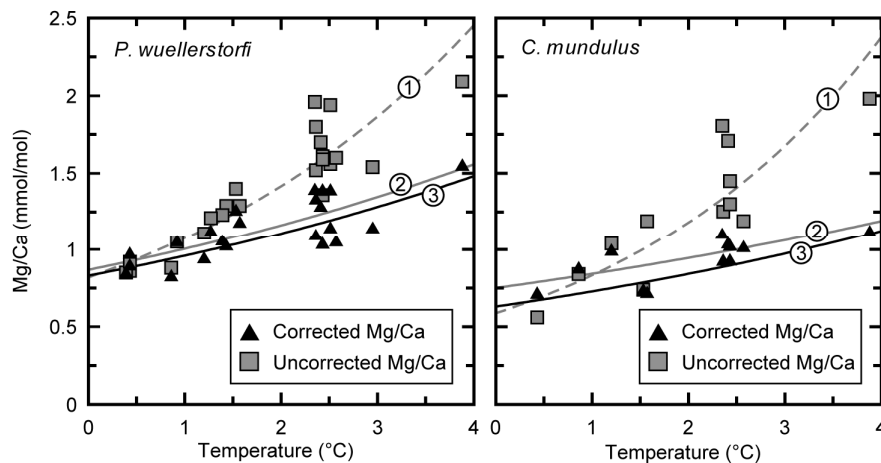 P. wuellerstorfi
C. mundulus
Mg/Ca (mmol/mol)
2.5
2
1.5
1
0.5
0
1
2
3
Corrected Mg/Ca
Uncorrected Mg/Ca
0 1 2 3 4
Temperature (°C)
1
2
3
Corrected Mg/Ca
Uncorrected Mg/Ca
0 1 2 3 4
Temperature (°C)